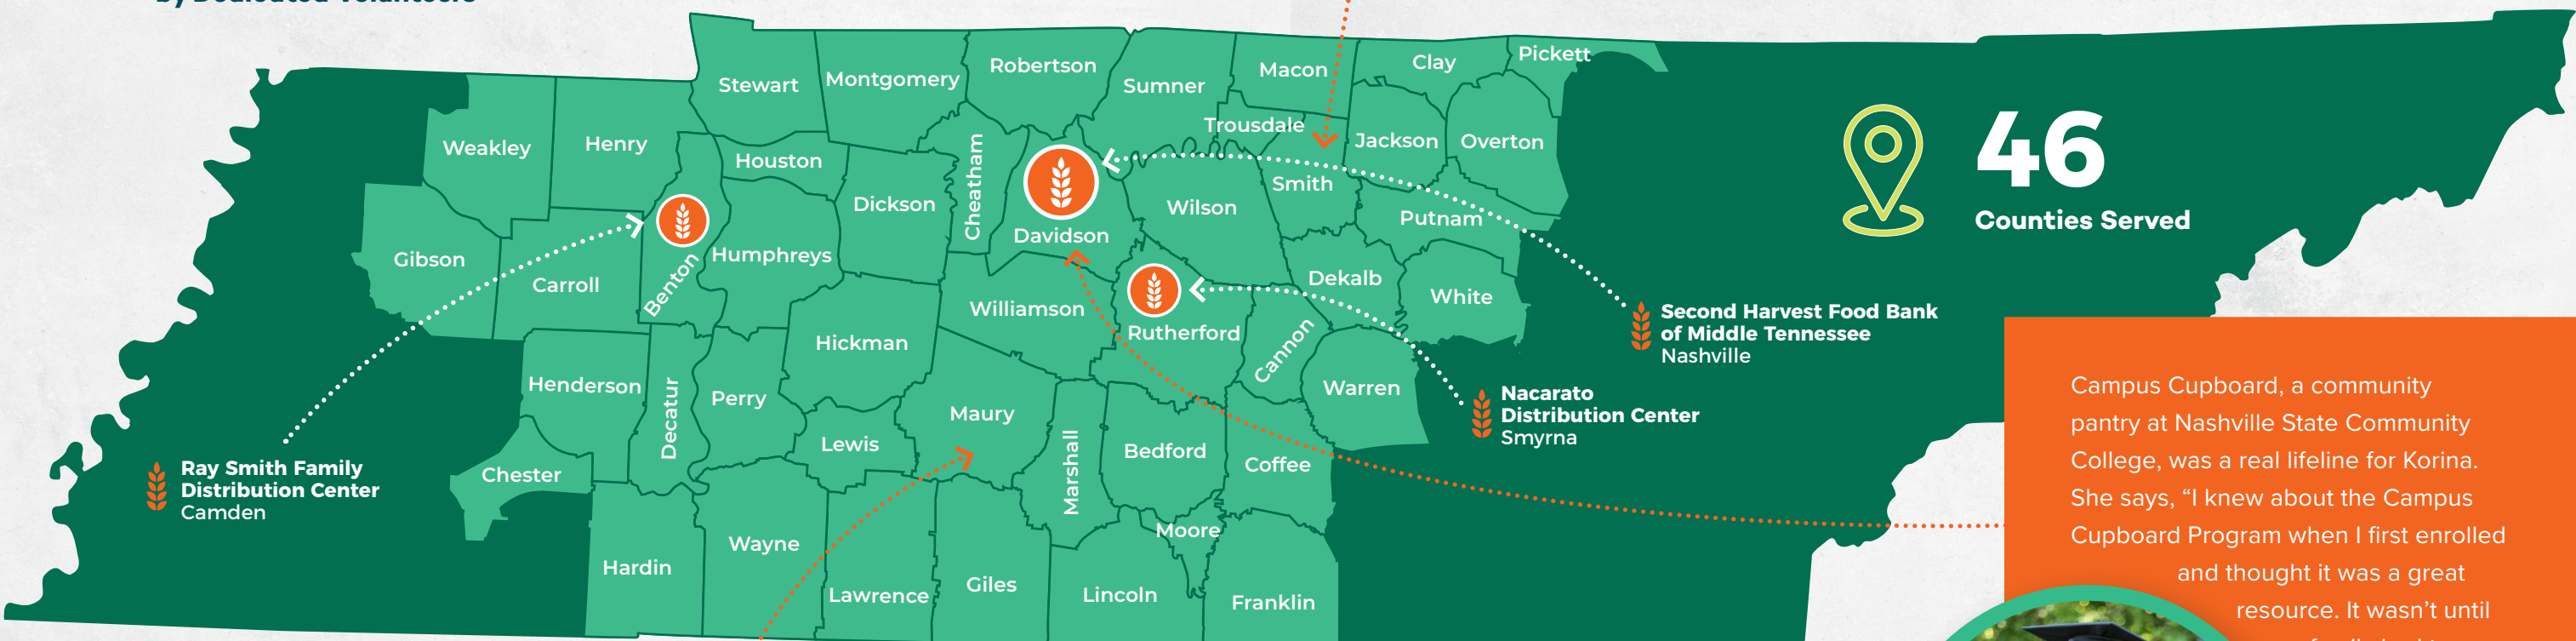 by Dedicated Volunteers
Stewart
Montgomery
Robertson
Sumner
Macon
Clay
Pickett
Weakley
Henry
Houston
Cheatham
Trousdale
Jackson
Overton
46
Counties Served
Dickson
Smith
Wilson
Putnam
Gibson
Carroll
Benton
Humphreys
Davidson
Dekalb
White
Williamson
Rutherford
Cannon
Second Harvest Food Bank
of Middle Tennessee
Nashville
Hickman
Henderson
Decatur
Perry
Maury
Warren
Nacarato
Distribution Center
Smyrna
Lewis
Marshall
Bedford
Coffee
Chester
Ray Smith Family
Distribution Center
Camden
Hardin
Wayne
Lawrence
Giles
Lincoln
Moore
Franklin
Campus Cupboard, a community
pantry at Nashville State Community
College, was a real lifeline for Korina.
She says, “I knew about the Campus
Cupboard Program when I first enrolled
and thought it was a great
resource. It wasn’t until